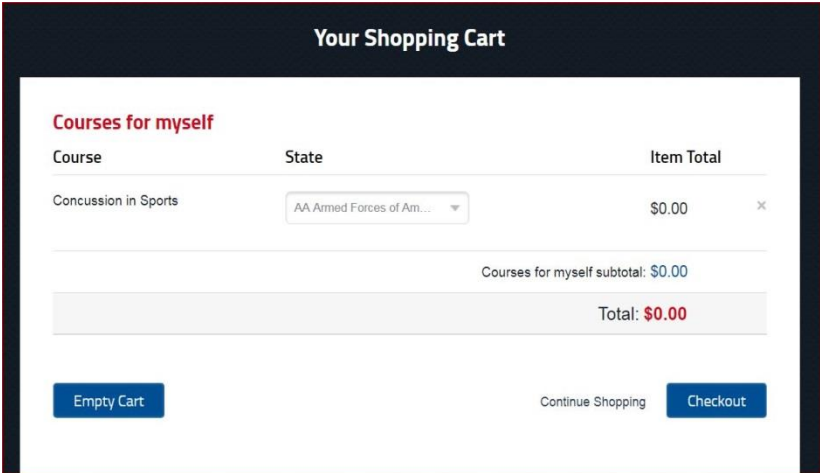 Your Shopping Cart
Courses for myself
Course State Item Total
Concussion in Sports AA Armed Forces of Am... $0.00 ×
Courses for myself subtotal: $0.00
Total: $0.00
Empty Cart Continue Shopping Checkout